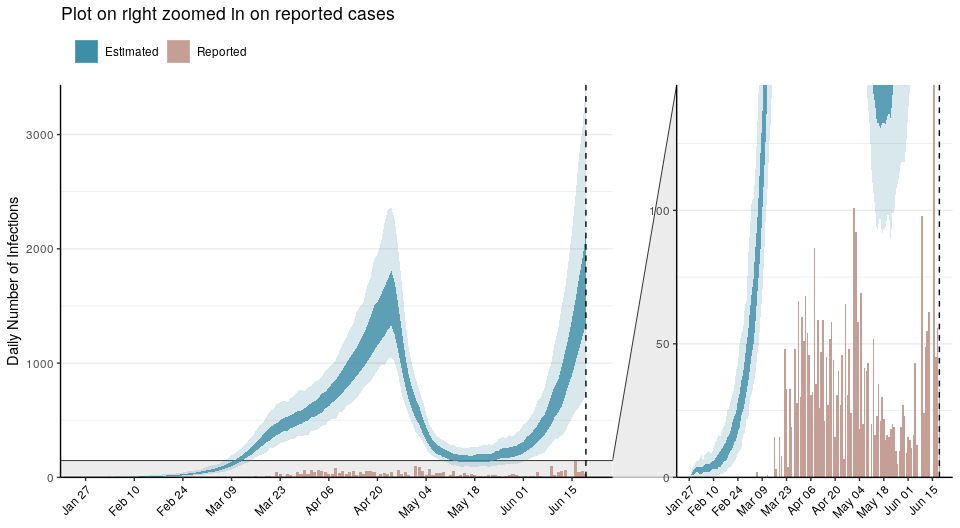 Plot on right zoomed in on reported cases
Estimated Reported
Daily Number of Infections
3000
2000
1000
0
Jan 27 Feb 10 Feb 24 Mar 09 Mar 23 Apr 06 Apr 20 May 04 May 18 Jun 01 Jun 15
100
50
0
Jan 27 Feb 10 Feb 24 Mar 09 Mar 23 Apr 06 Apr 20 May 04 May 18 Jun 01 Jun 15